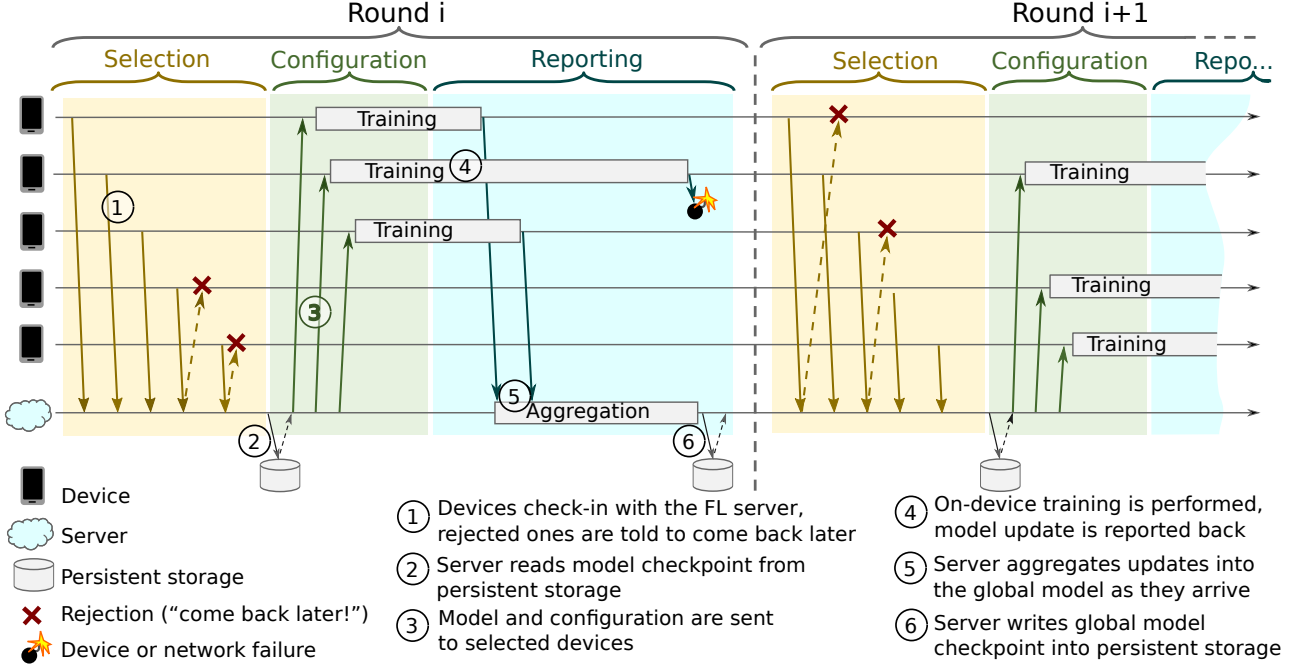 Round i
Round i+1
Selection
Configuration
Reporting
Selection
Configuration
Repo...
Training
Training
4
Training
1
3
Training
Training
Training
5
Aggregation
2
6
Device
Server
Persistent storage
Rejection (“come back later!”)
Device or network failure
1 Devices check-in with the FL server,
rejected ones are told to come back later
2 Server reads model checkpoint from
persistent storage
3 Model and configuration are sent
to selected devices
4 On-device training is performed,
model update is reported back
5 Server aggregates updates into
the global model as they arrive
6 Server writes global model
checkpoint into persistent storage